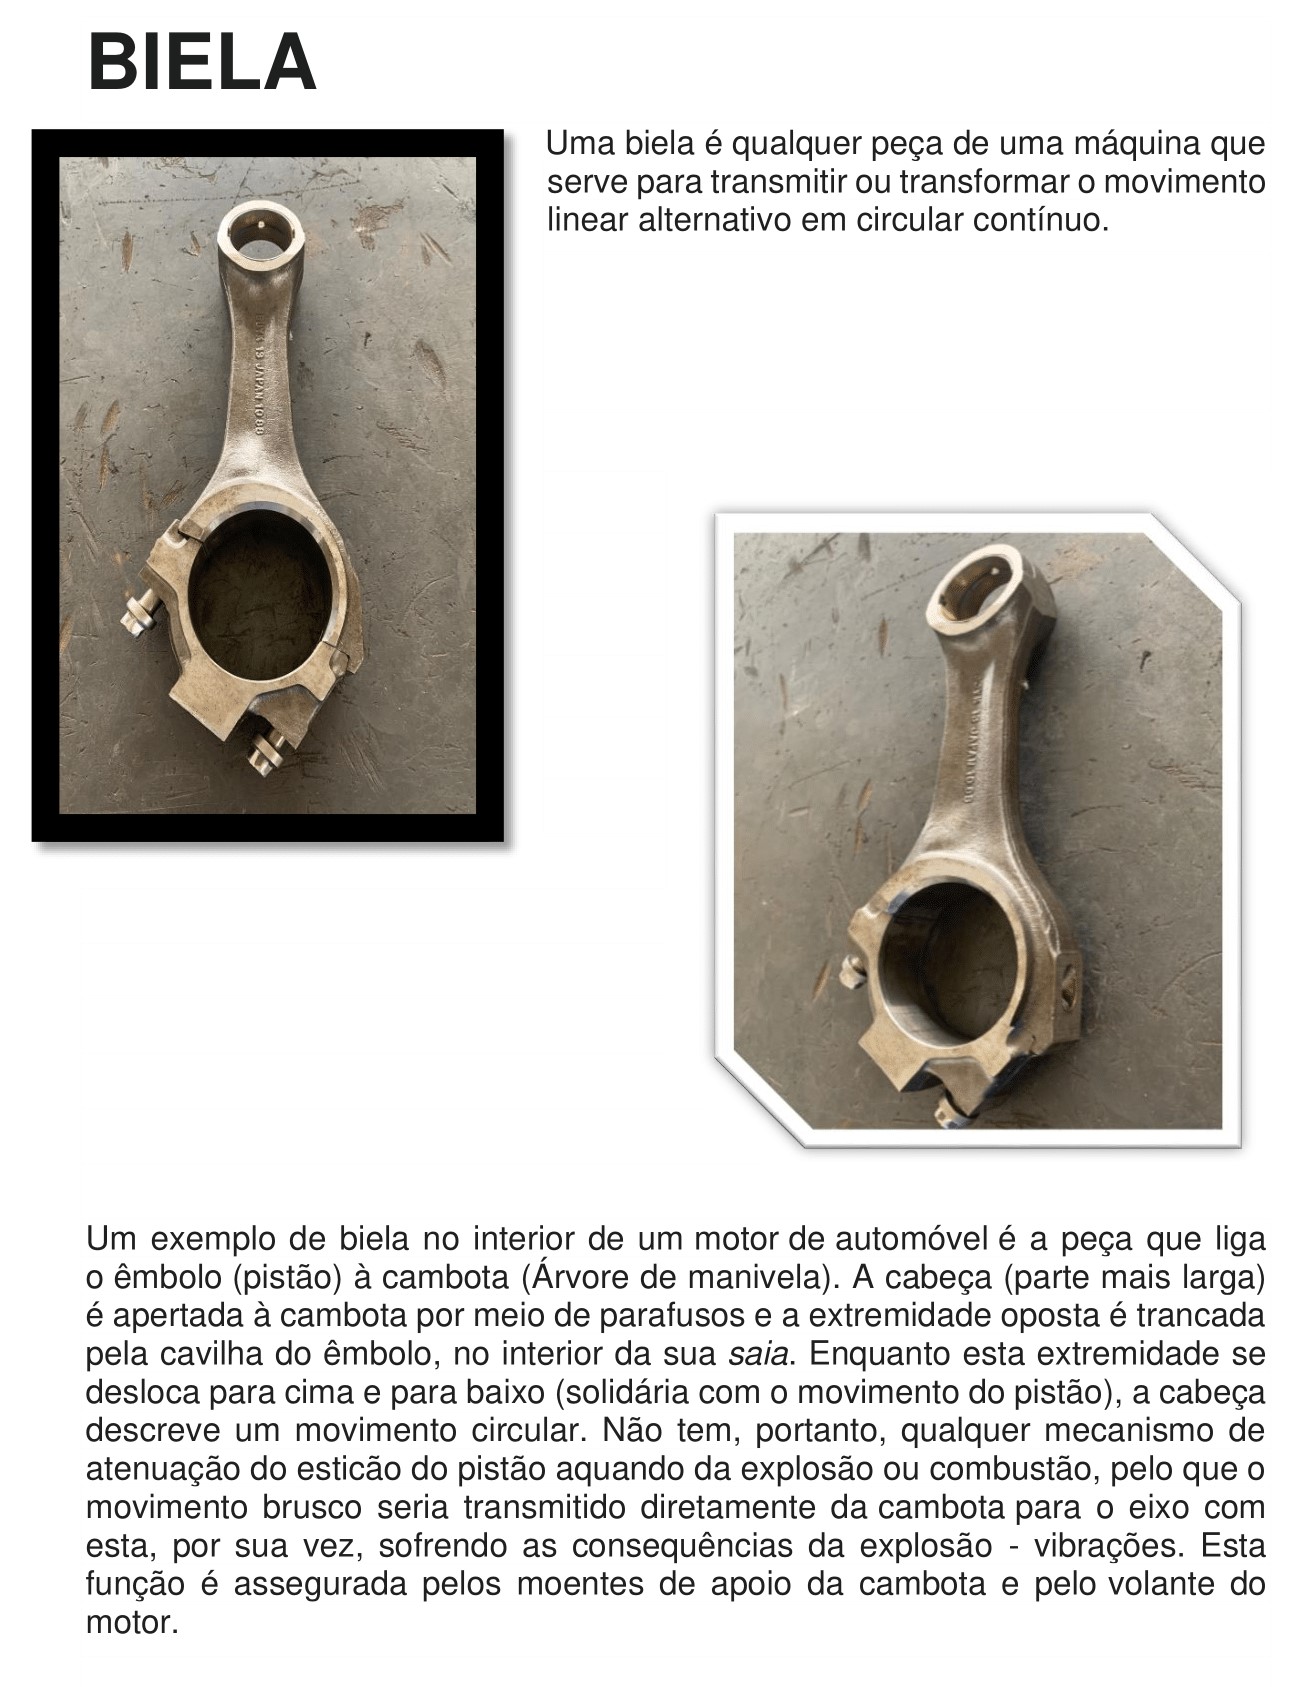 BIELA
Uma biela é qualquer peça de uma máquina que
serve para transmitir ou transformar o movimento
linear alternativo em circular contínuo.
Um exemplo de biela no interior de um motor de automóvel é a peça que liga
o êmbolo (pistão) à cambota (Árvore de manivela). A cabeça (parte mais larga)
é apertada à cambota por meio de parafusos e a extremidade oposta é trancada
pela cavilha do êmbolo, no interior da sua saia. Enquanto esta extremidade se
desloca para cima e para baixo (solidária com o movimento do pistão), a cabeça
descreve um movimento circular. Não tem, portanto, qualquer mecanismo de
atenuação do esticão do pistão aquando da explosão ou combustão, pelo que o
movimento brusco seria transmitido diretamente da cambota para o eixo com
esta, por sua vez, sofrendo as consequências da explosão - vibrações. Esta
função é assegurada pelos moentes de apoio da cambota e pelo volante do
motor.